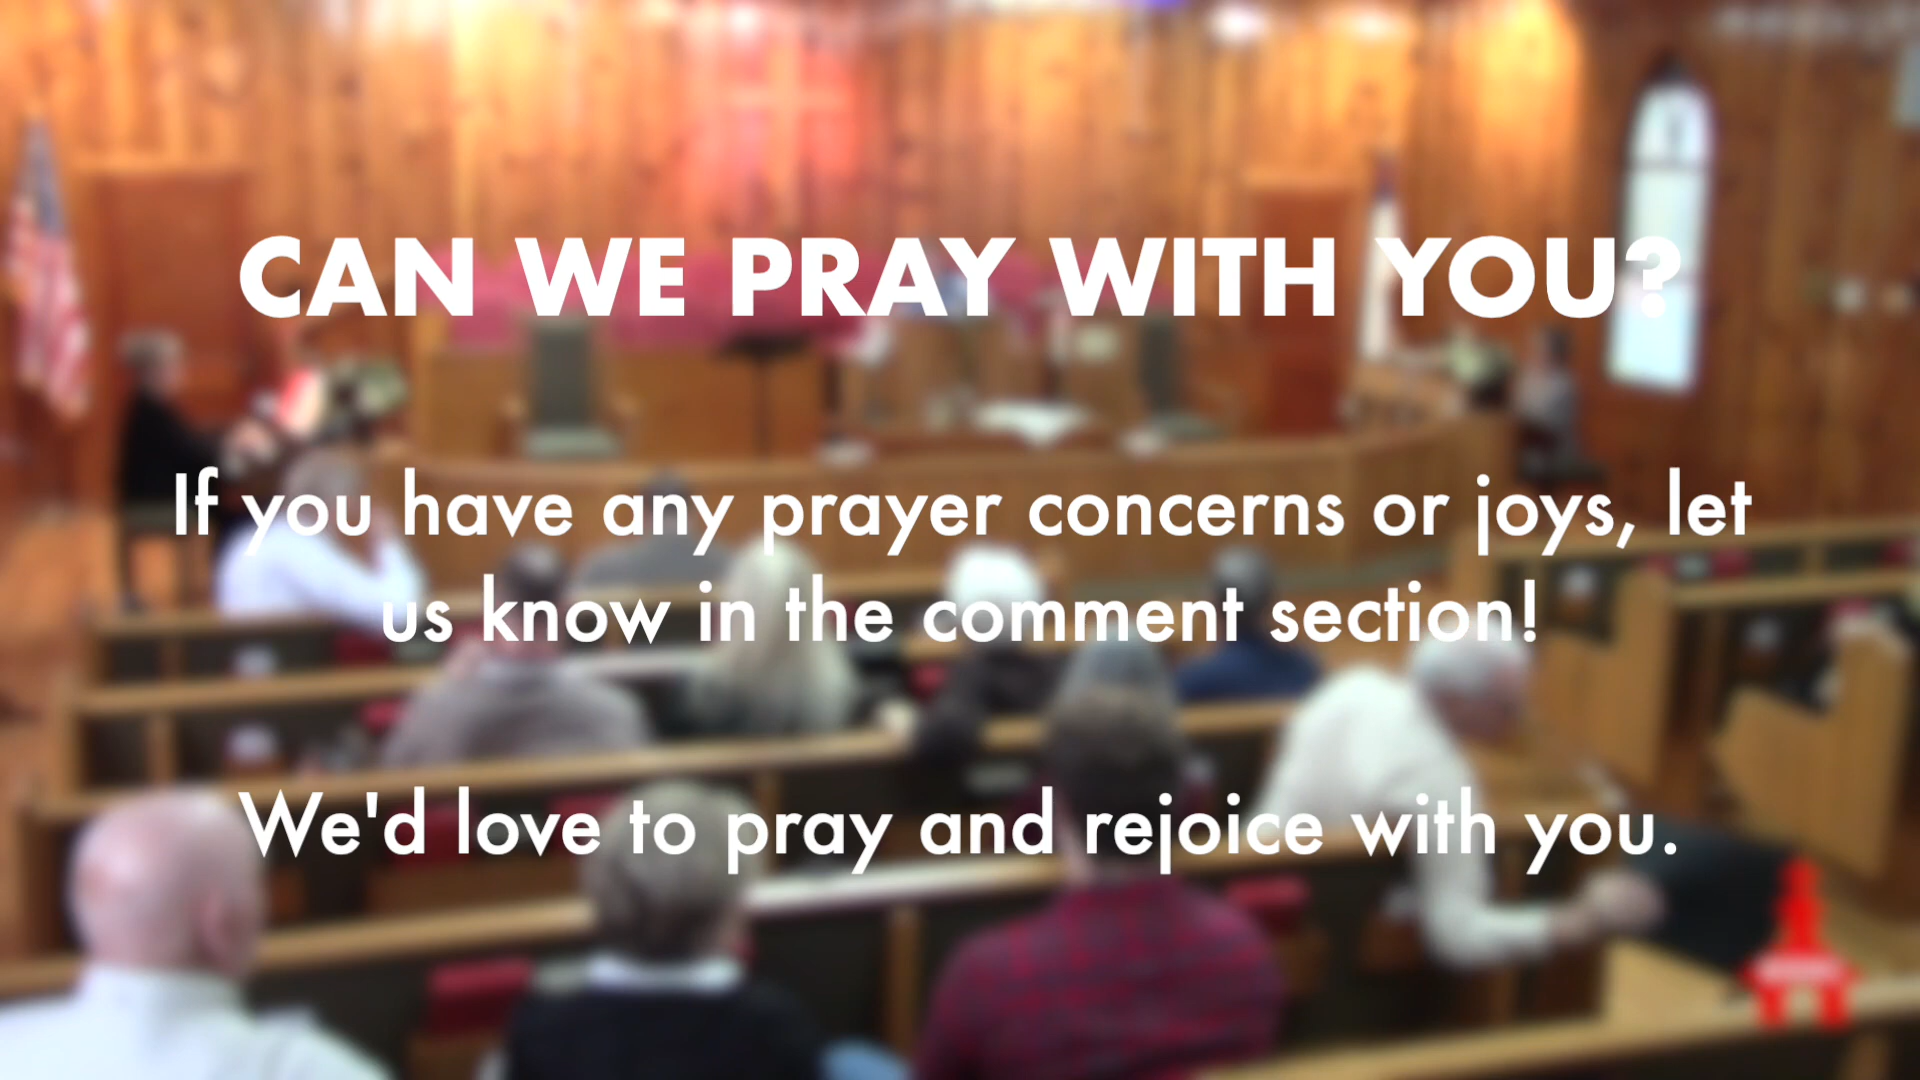 CAN WE PRAY WITH YOU?
If you have any prayer concerns or joys, let
us know in the comment section!
We'd love to pray and rejoice with you.